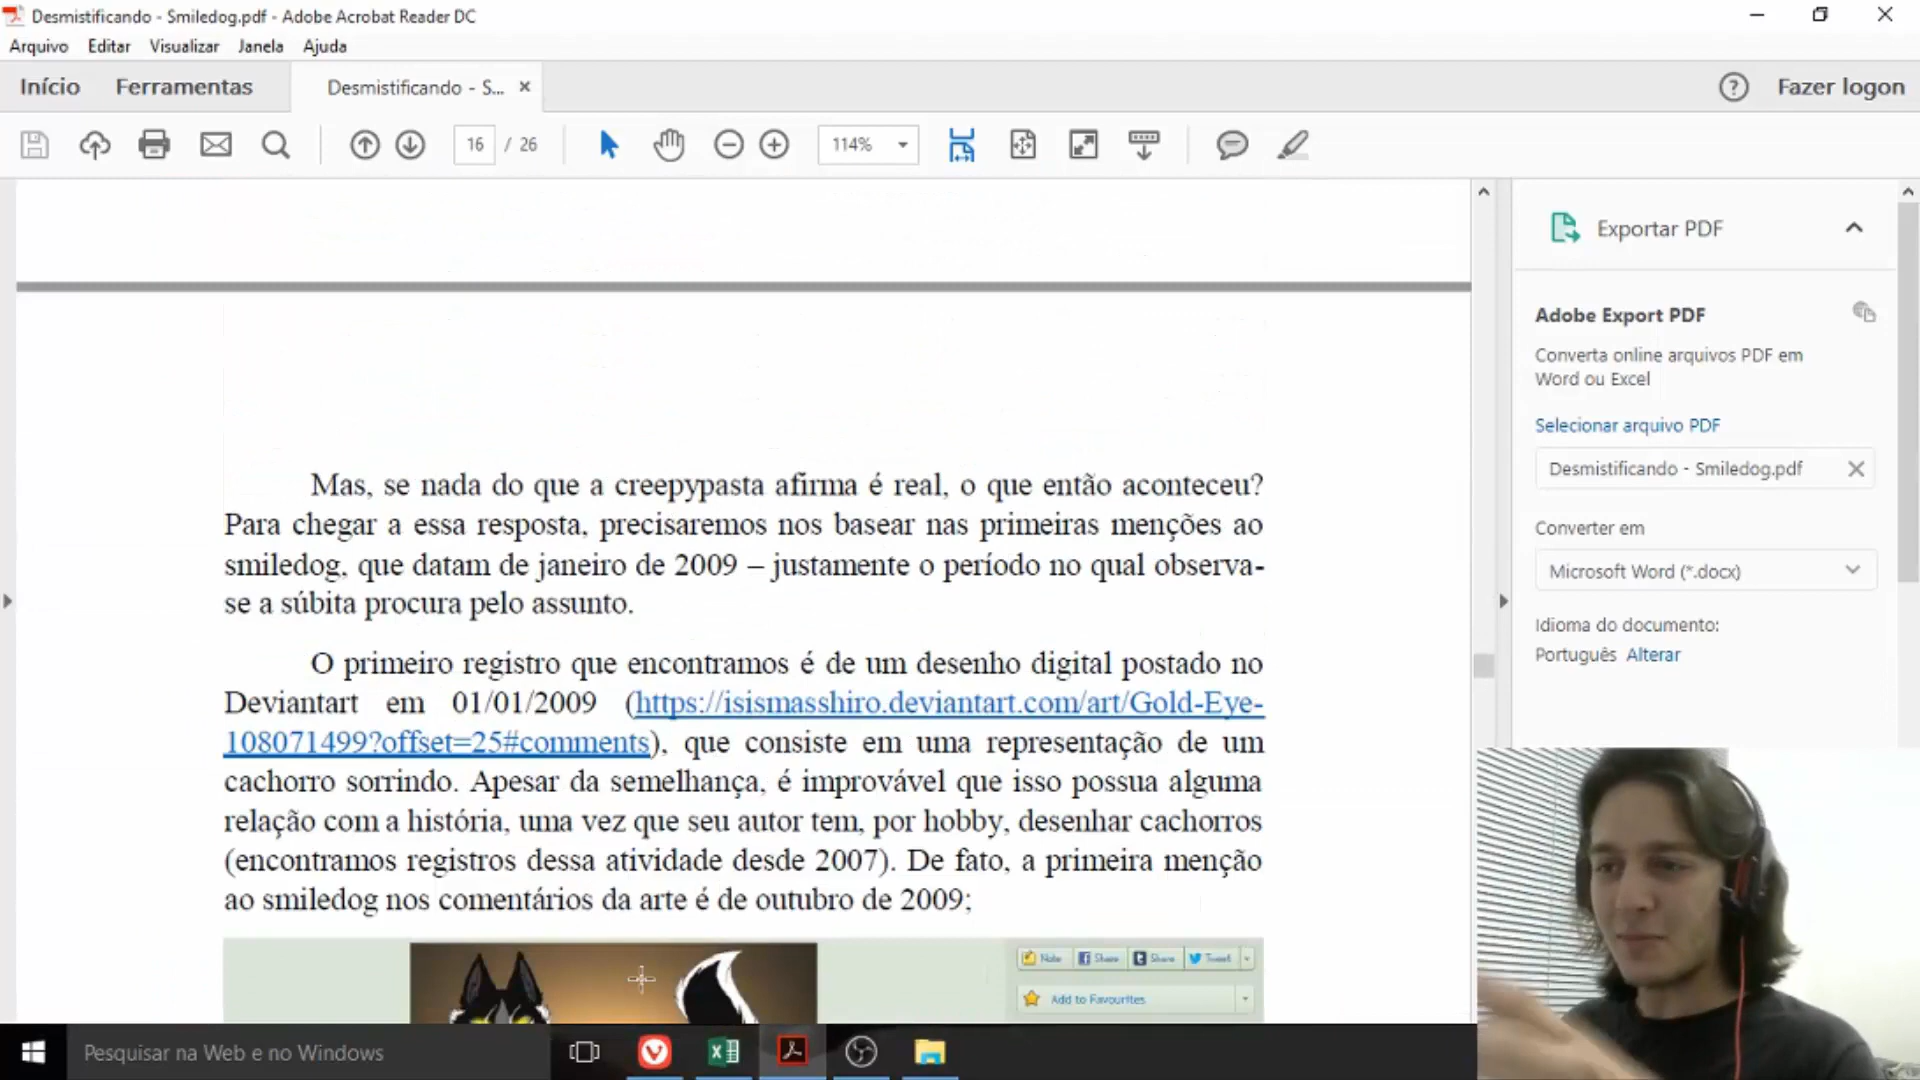 Desmistificando - Smiledog.pdf - Adobe Acrobat Reader DC
Arquivo Editar Visualizar Janela Ajuda
Início Ferramentas Desmistificando - S... Fazer logon
16 / 26 114%
Exportar PDF
Adobe Export PDF
Converta online arquivos PDF em
Word ou Excel
Selecionar arquivo PDF
Desmistificando - Smiledog.pdf
Converter em
Microsoft Word (*.docx)
Idioma do documento:
Português Alterar
Mas, se nada do que a creepypasta afirma é real, o que então aconteceu?
Para chegar a essa resposta, precisaremos nos basear nas primeiras menções ao
smiledog, que datam de janeiro de 2009 – justamente o período no qual observa-
se a súbita procura pelo assunto.
O primeiro registro que encontramos é de um desenho digital postado no
Deviantart em 01/01/2009 (https://isismasshiro.deviantart.com/art/Gold-Eye-
108071499?offset=25#comments), que consiste em uma representação de um
cachorro sorrindo. Apesar da semelhança, é improvável que isso possua alguma
relação com a história, uma vez que seu autor tem, por hobby, desenhar cachorros
(encontramos registros dessa atividade desde 2007). De fato, a primeira menção
ao smiledog nos comentários da arte é de outubro de 2009;
Note Share Share Tweet
Add to Favourites
Pesquisar na Web e no Windows